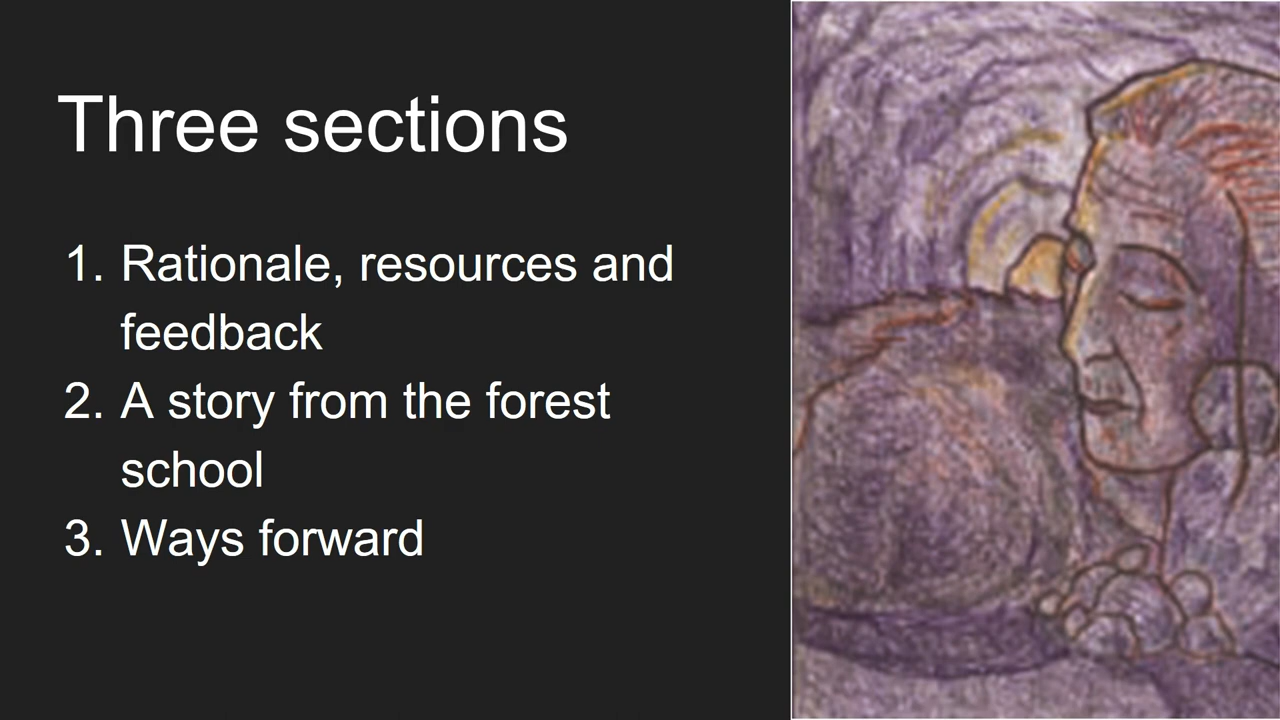 Three sections
1. Rationale, resources and
feedback
2. A story from the forest
school
3. Ways forward